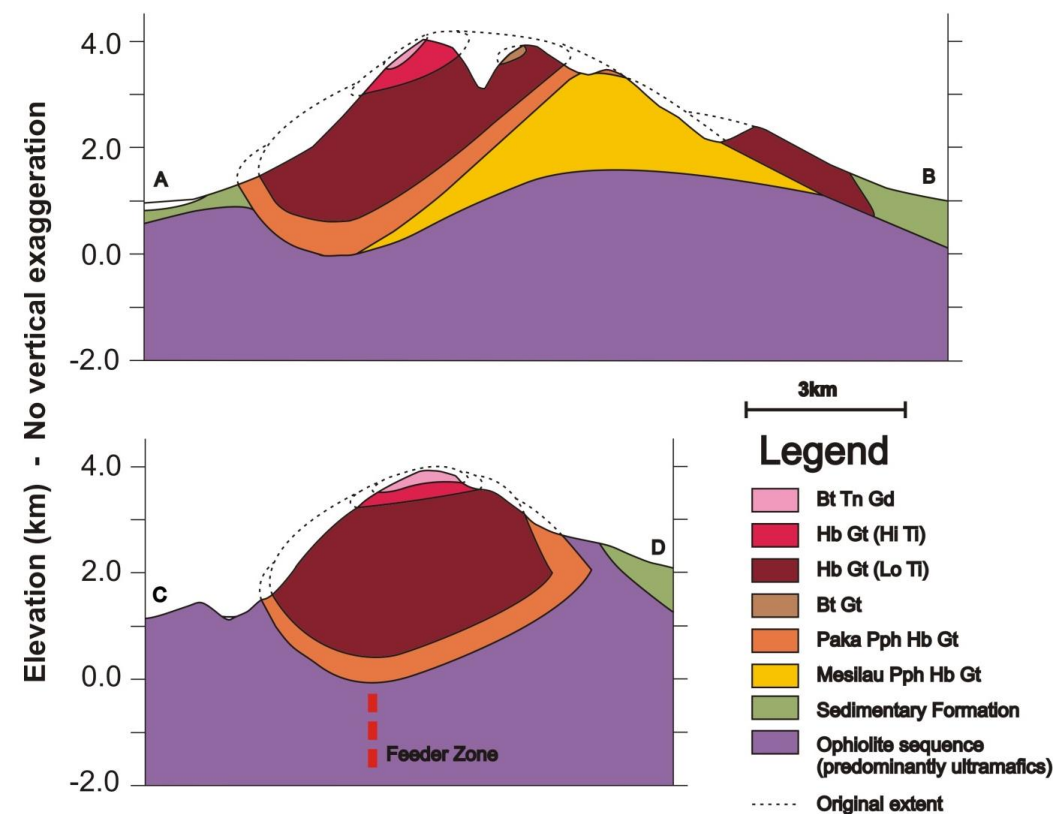 Elevation (km) - No vertical exaggeration
4.0
2.0
0.0
-2.0
A
B
3km
4.0
2.0
0.0
-2.0
C
D
Feeder Zone
Legend
Bt Tn Gd
Hb Gt (Hi Ti)
Hb Gt (Lo Ti)
Bt Gt
Paka Pph Hb Gt
Mesilau Pph Hb Gt
Sedimentary Formation
Ophiolite sequence
(predominantly ultramafics)
Original extent